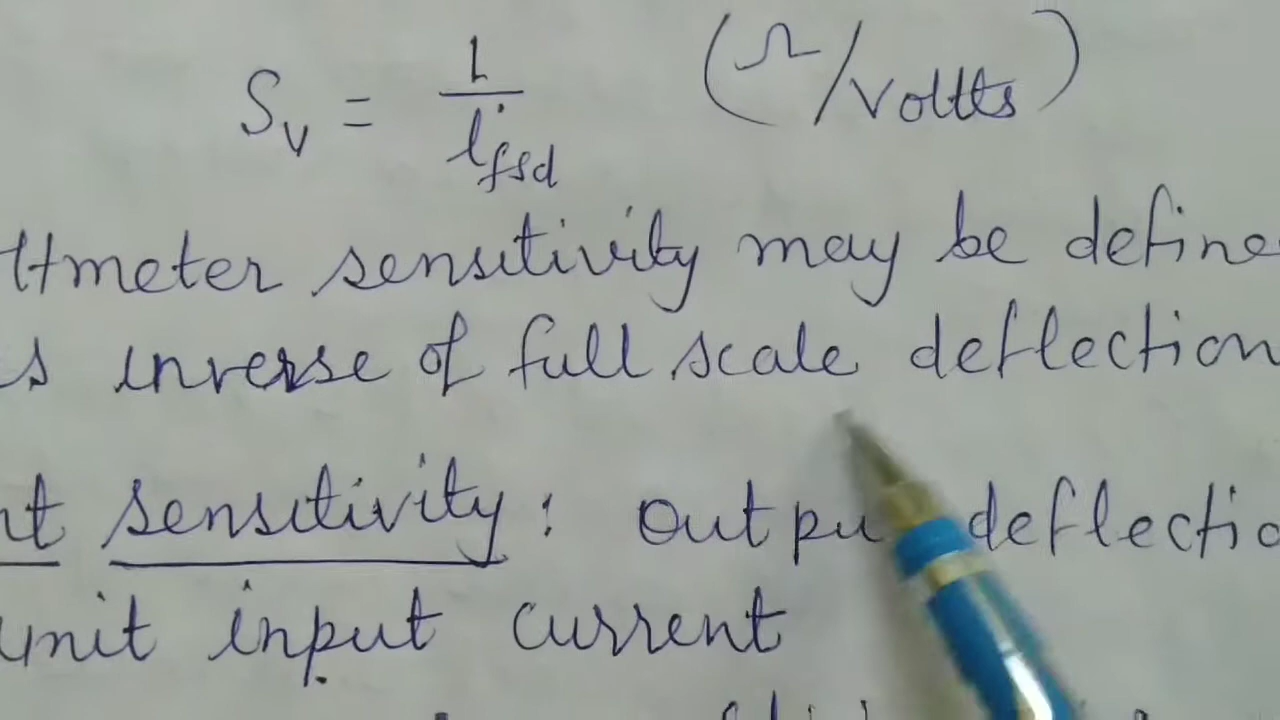 Sv = 1 / ifsd (Ω/Voltts)
ltmeter sensitivity may be define
s inverse of full scale deflection
nt sensitivity: outpu deflectio
unit input current